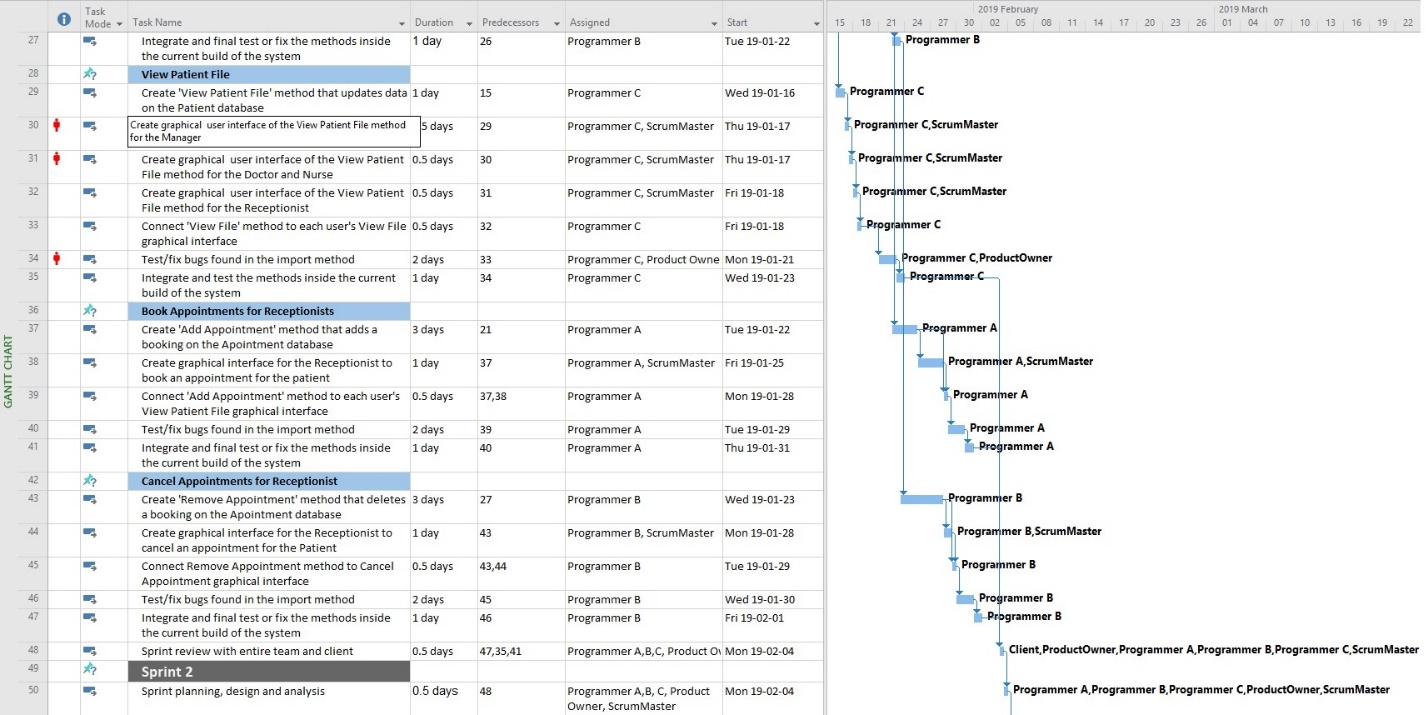 2019 February 2019 March
Task Mode Task Name Duration Predecessors Assigned Start 15 18 21 24 27 30 02 05 08 11 14 17 20 23 26 01 04 07 10 13 16 19 22
27 Integrate and final test or fix the methods inside 1 day 26 Programmer B Tue 19-01-22 Programmer B
the current build of the system
28 View Patient File
29 Create 'View Patient File' method that updates data 1 day 15 Programmer C Wed 19-01-16 Programmer C
on the Patient database
30 Create graphical user interface of the View Patient File method 5 days 29 Programmer C, ScrumMaster Thu 19-01-17 Programmer C,ScrumMaster
for the Manager
31 Create graphical user interface of the View Patient 0.5 days 30 Programmer C, ScrumMaster Thu 19-01-17 Programmer C,ScrumMaster
File method for the Doctor and Nurse
32 Create graphical user interface of the View Patient 0.5 days 31 Programmer C, ScrumMaster Fri 19-01-18 Programmer C,ScrumMaster
File method for the Receptionist
33 Connect 'View File' method to each user's View File 0.5 days 32 Programmer C Fri 19-01-18 Programmer C
graphical interface
34 Test/fix bugs found in the import method 2 days 33 Programmer C, Product Owne Mon 19-01-21 Programmer C,ProductOwner
35 Integrate and test the methods inside the current 1 day 34 Programmer C Wed 19-01-23 Programmer C
build of the system
36 Book Appointments for Receptionists
37 Create 'Add Appointment' method that adds a 3 days 21 Programmer A Tue 19-01-22 Programmer A
booking on the Apointment database
38 Create graphical interface for the Receptionist to 1 day 37 Programmer A, ScrumMaster Fri 19-01-25 Programmer A,ScrumMaster
book an appointment for the patient
39 Connect 'Add Appointment' method to each user's 0.5 days 37,38 Programmer A Mon 19-01-28 Programmer A
View Patient File graphical interface
40 Test/fix bugs found in the import method 2 days 39 Programmer A Tue 19-01-29 Programmer A
41 Integrate and final test or fix the methods inside 1 day 40 Programmer A Thu 19-01-31 Programmer A
the current build of the system
42 Cancel Appointments for Receptionist
43 Create 'Remove Appointment' method that deletes 3 days 27 Programmer B Wed 19-01-23 Programmer B
a booking on the Apointment database
44 Create graphical interface for the Receptionist to 1 day 43 Programmer B, ScrumMaster Mon 19-01-28 Programmer B,ScrumMaster
cancel an appointment for the Patient
45 Connect Remove Appointment method to Cancel 0.5 days 43,44 Programmer B Tue 19-01-29 Programmer B
Appointment graphical interface
46 Test/fix bugs found in the import method 2 days 45 Programmer B Wed 19-01-30 Programmer B
47 Integrate and final test or fix the methods inside 1 day 46 Programmer B Fri 19-02-01 Programmer B
the current build of the system
48 Sprint review with entire team and client 0.5 days 47,35,41 Programmer A,B,C, Product Ov Mon 19-02-04 Client,ProductOwner,Programmer A,Programmer B,Programmer C,ScrumMaster
49 Sprint 2
50 Sprint planning, design and analysis 0.5 days 48 Programmer A,B, C, Product Mon 19-02-04 Programmer A,Programmer B,Programmer C,ProductOwner,ScrumMaster
Owner, ScrumMaster
GANTT CHART